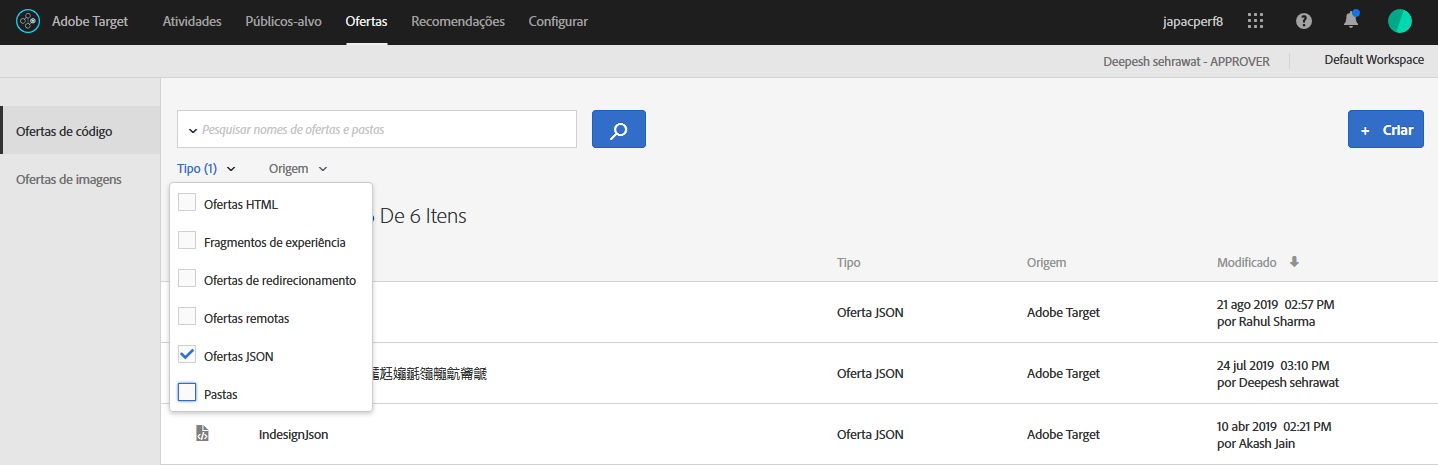 Adobe Target Atividades Públicos-alvo Ofertas Recomendações Configurar japacperf8
Deepesh sehrawat - APPROVER Default Workspace
Ofertas de código
Ofertas de imagens
Pesquisar nomes de ofertas e pastas
+ Criar
Tipo (1) Origem
Ofertas HTML
Fragmentos de experiência
Ofertas de redirecionamento
Ofertas remotas
Ofertas JSON
Pastas
De 6 Itens
Tipo Origem Modificado
Oferta JSON Adobe Target 21 ago 2019 02:57 PM
por Rahul Sharma
Oferta JSON Adobe Target 24 jul 2019 03:10 PM
por Deepesh sehrawat
IndesignJson Oferta JSON Adobe Target 10 abr 2019 02:21 PM
por Akash Jain